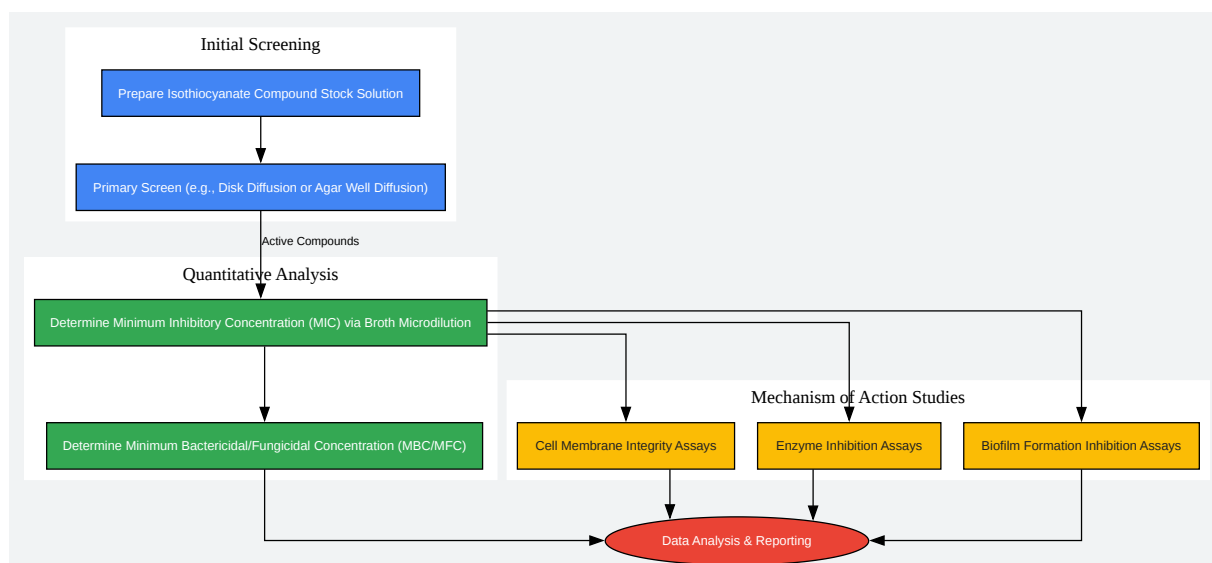 Initial Screening
Prepare Isothiocyanate Compound Stock Solution
Primary Screen (e.g., Disk Diffusion or Agar Well Diffusion)
Active Compounds
Quantitative Analysis
Determine Minimum Inhibitory Concentration (MIC) via Broth Microdilution
Determine Minimum Bactericidal/Fungicidal Concentration (MBC/MFC)
Mechanism of Action Studies
Cell Membrane Integrity Assays
Enzyme Inhibition Assays
Biofilm Formation Inhibition Assays
Data Analysis & Reporting